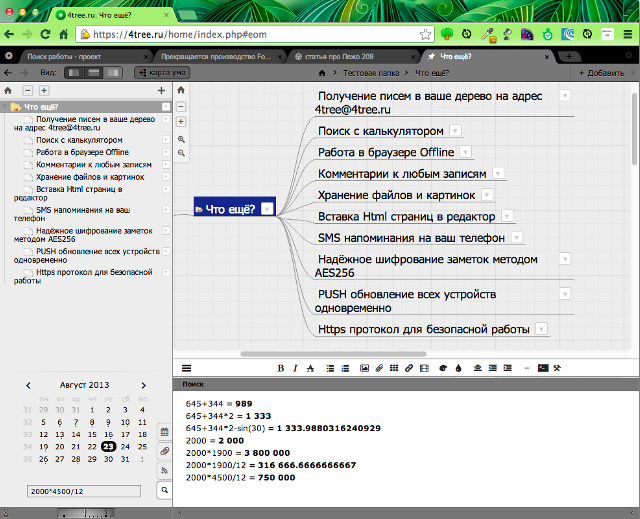 4tree.ru: Что ещё?
https://4tree.ru/home/index.php#eom
Поиск работы - проект
Прекращается производство Fo...
статья про Пежо 208
Что ещё?
Вид:
карта ума
Тестовая папка
Что ещё?
+ Добавить
Что ещё?
Получение писем в ваше дерево
на адрес 4tree@4tree.ru
Поиск с калькулятором
Работа в браузере Offline
Комментарии к любым записям
Хранение файлов и картинок
Вставка Html страниц в
редактор
SMS напоминания на ваш
телефон
Надёжное шифрование заметок
методом AES256
PUSH обновление всех устройств
одновременно
Https протокол для безопасной
работы
Что ещё?
Получение писем в ваше дерево на адрес
4tree@4tree.ru
Поиск с калькулятором
Работа в браузере Offline
Комментарии к любым записям
Хранение файлов и картинок
Вставка Html страниц в редактор
SMS напоминания на ваш телефон
Надёжное шифрование заметок методом
AES256
PUSH обновление всех устройств
одновременно
Https протокол для безопасной работы
B I A
Поиск
645+344 = 989
645+344*2 = 1 333
645+344*2-sin(30) = 1 333.9880316240929
2000 = 2 000
2000*1900 = 3 800 000
2000*1900/12 = 316 666.6666666667
2000*4500/12 = 750 000
Август 2013
пн вт ср чт пт сб вс
31 29 30 31 1 2 3 4
32 5 6 7 8 9 10 11
33 12 13 14 15 16 17 18
34 19 20 21 22 23 24 25
35 26 27 28 29 30 31 1
2000*4500/12